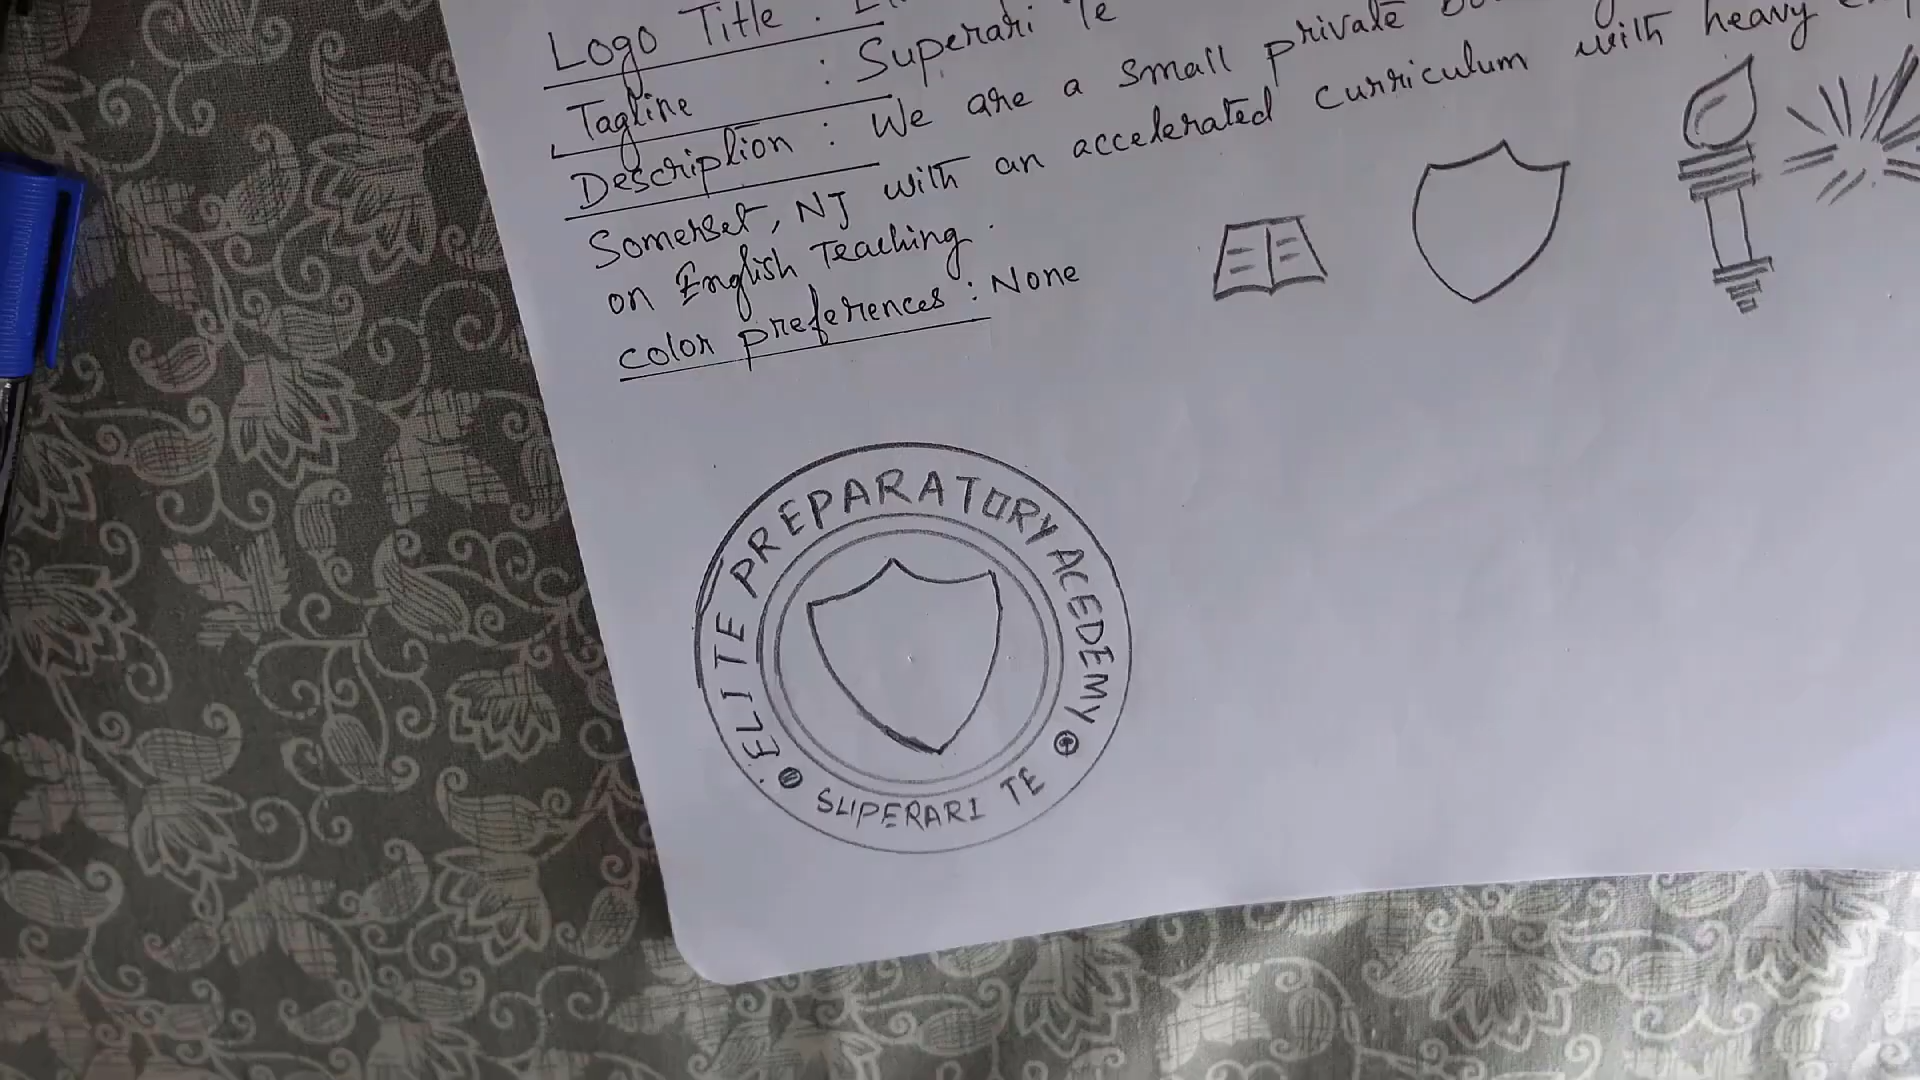 Logo Title :
Tagline : Superari Te
Description : We are a small private
Somerset, NJ with an accelerated curriculum with heavy
on English Teaching.
color preferences : None
ELITE PREPARATORY ACEDEMY
SUPERARI TE